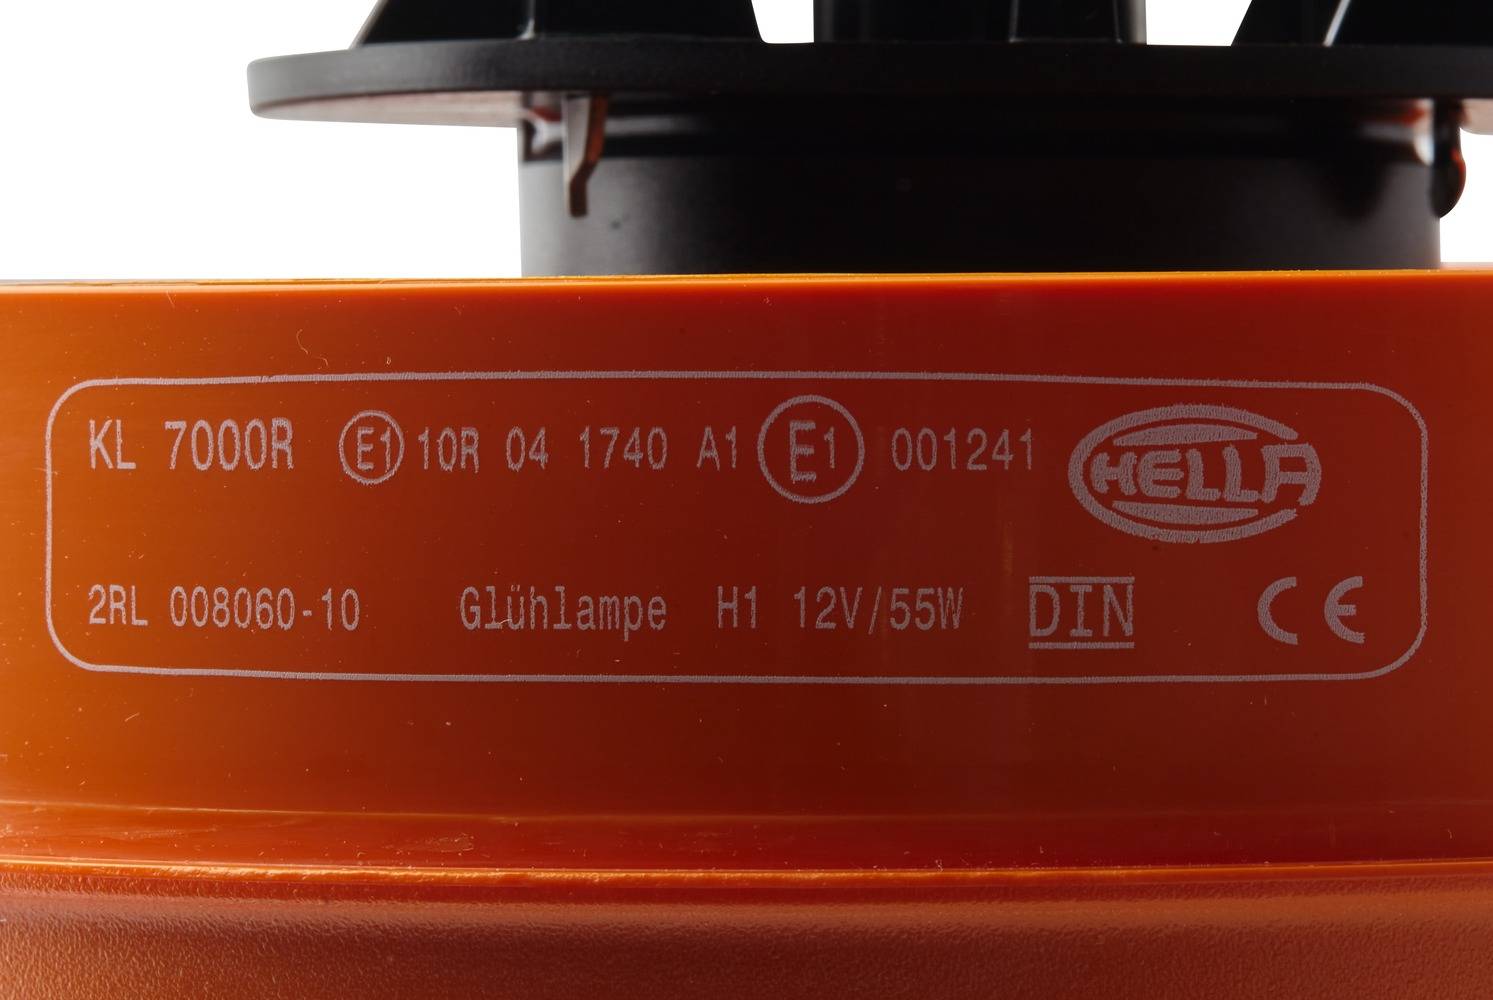 KL 7000R E1 10R 04 1740 A1 E1 001241 HELLA
2RL 008060-10 Glühlampe H1 12V/55W DIN CE